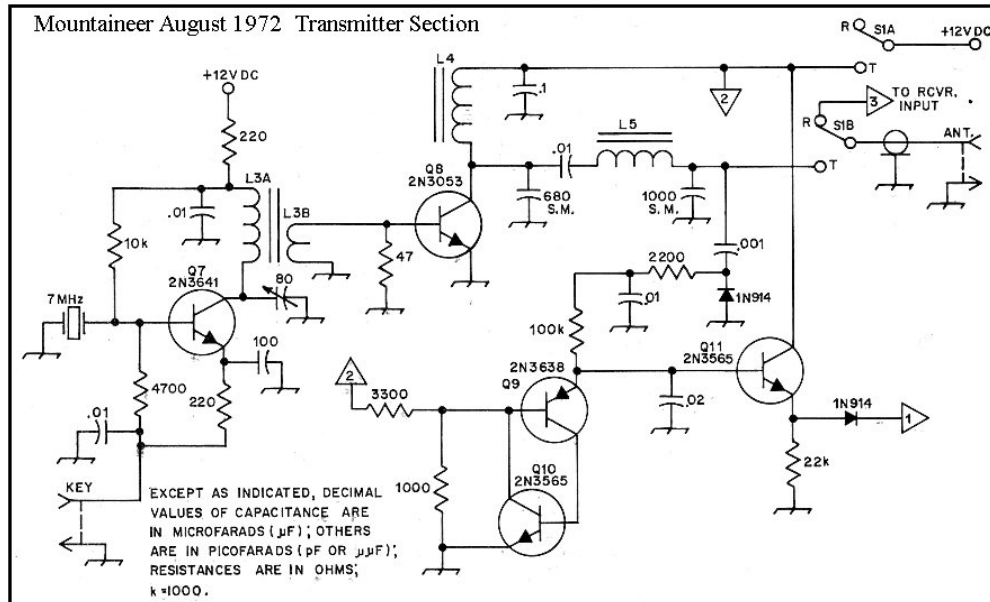 Mountaineer August 1972 Transmitter Section
R
S1A
+12V DC
T
L4
.1
2
3
TO RCVR,
INPUT
R
S1B
ANT.
T
+12V DC
220
L3A
L3B
.01
10k
Q7
2N3641
7MHz
80
100
4700
220
.01
KEY
Q8
2N3053
47
.01
L5
680
S.M.
1000
S.M.
.001
2200
.01
1N914
100k
2N3638
Q9
Q11
2N3565
2
3300
.02
1N914
1
1000
Q10
2N3565
22k
EXCEPT AS INDICATED, DECIMAL
VALUES OF CAPACITANCE ARE
IN MICROFARADS (µF); OTHERS
ARE IN PICOFARADS (pF OR µµF);
RESISTANCES ARE IN OHMS;
k=1000.